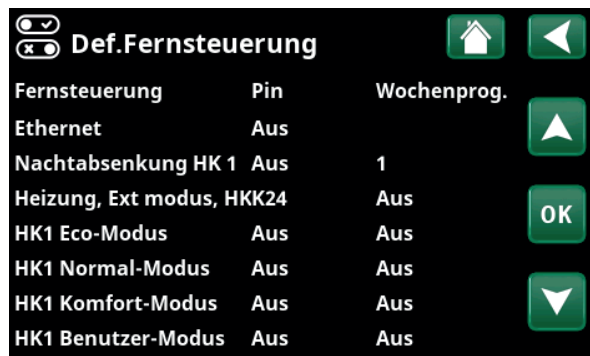 Def.Fernsteuerung
Fernsteuerung Pin Wochenprog.
Ethernet Aus
Nachtabsenkung HK 1 Aus 1
Heizung, Ext modus, HKK24 Aus
HK1 Eco-Modus Aus Aus
OK
HK1 Normal-Modus Aus Aus
HK1 Komfort-Modus Aus Aus
HK1 Benutzer-Modus Aus Aus